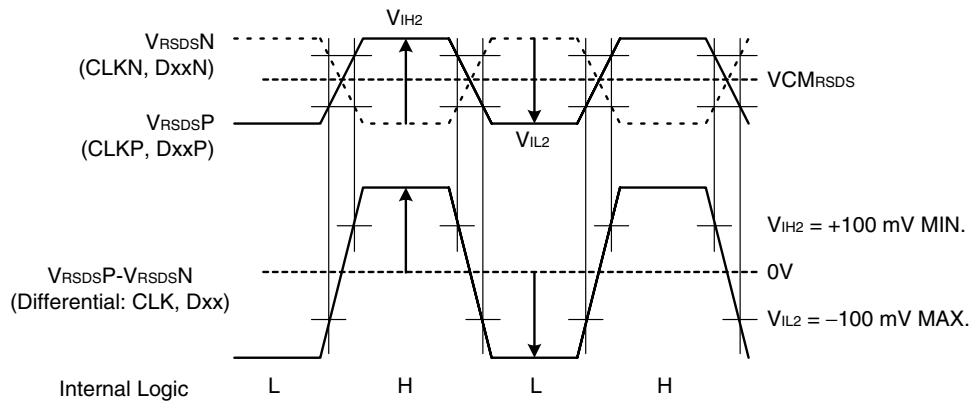 VIH2
VRSDSN
(CLKN, DxxN)
VCMRSDS
VRSDSP
(CLKP, DxxP)
VIL2
VIH2 = +100 mV MIN.
VRSDSP-VRSDSN
(Differential: CLK, Dxx)
0V
VIL2 = −100 mV MAX.
Internal Logic L H L H